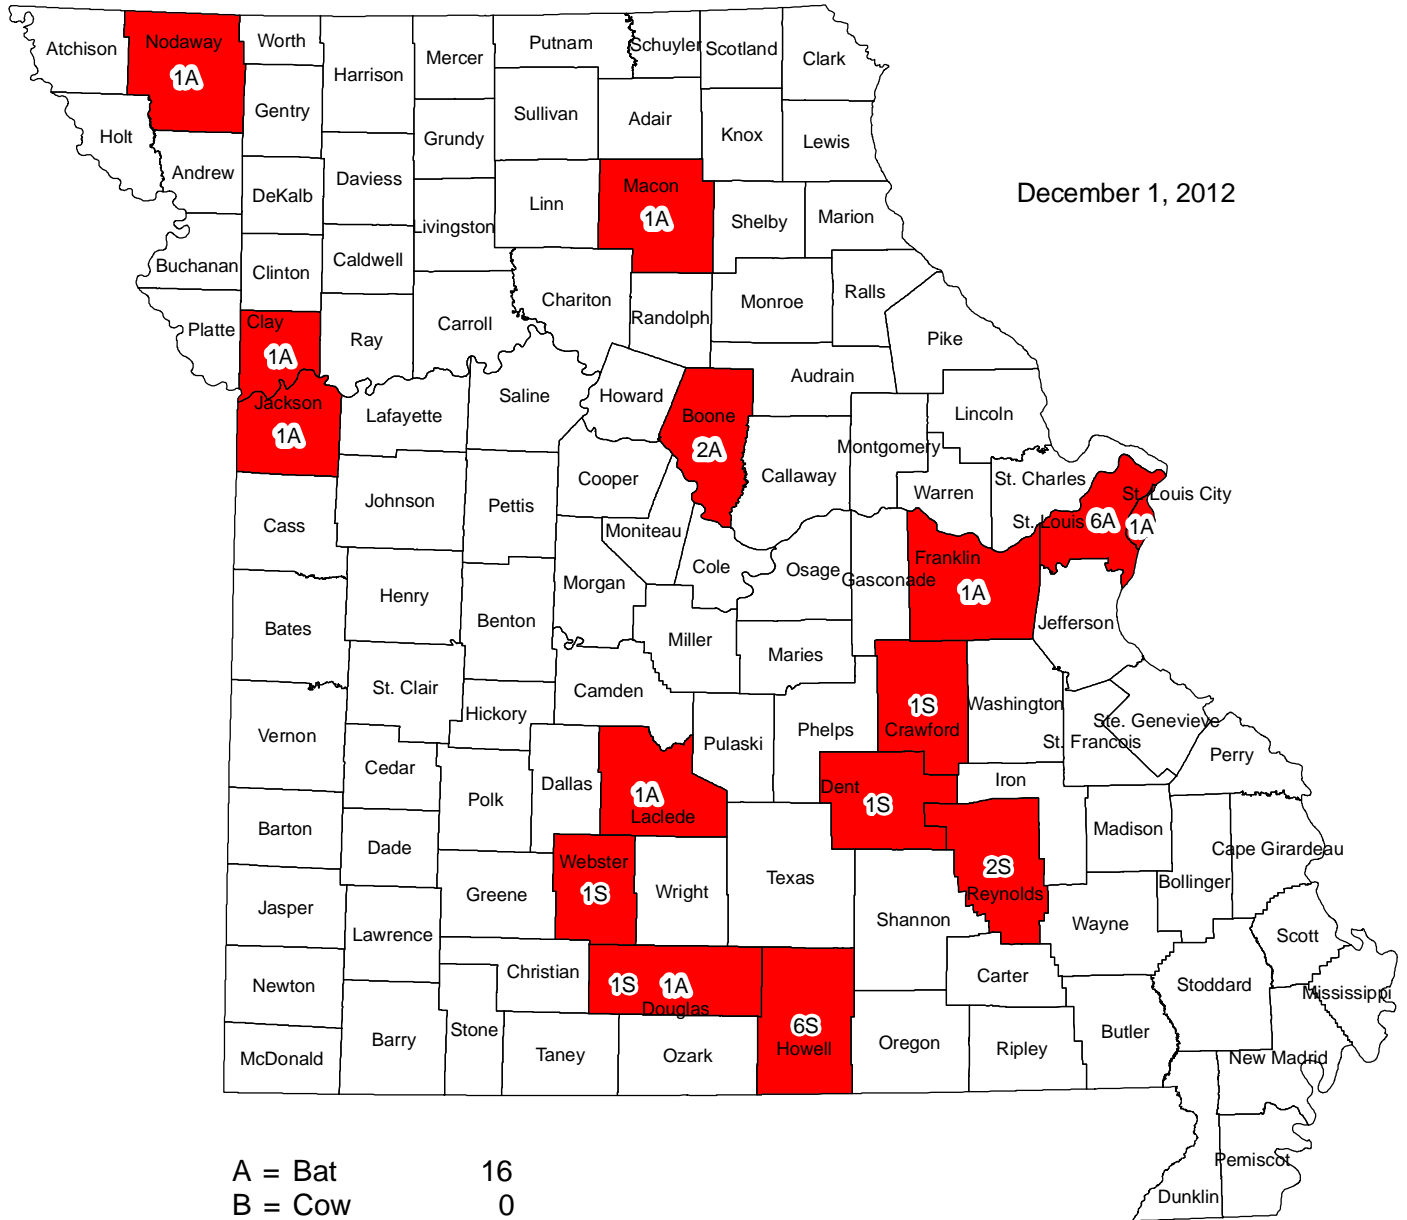 Atchison
Nodaway
1A
Worth
Harrison
Mercer
Putnam
Schuyler
Scotland
Clark
Holt
Gentry
Grundy
Sullivan
Adair
Knox
Lewis
Andrew
DeKalb
Daviess
Livingston
Linn
Macon
1A
Shelby
Marion
December 1, 2012
Buchanan
Clinton
Caldwell
Chariton
Randolph
Monroe
Ralls
Platte
Clay
1A
Ray
Carroll
Pike
Jackson
1A
Lafayette
Saline
Howard
Boone
2A
Audrain
Lincoln
Montgomery
Callaway
Warren
St. Charles
St. Louis City
St. Louis
6A
1A
Cass
Johnson
Pettis
Cooper
Moniteau
Cole
Osage
Gasconade
Franklin
1A
Jefferson
Bates
Henry
Benton
Morgan
Miller
Maries
St. Clair
Hickory
Camden
Pulaski
Phelps
1S
Crawford
Washington
St. Francois
Ste. Genevieve
Perry
Vernon
Cedar
Polk
Dallas
1A
Laclede
Dent
1S
Iron
Madison
Barton
Dade
Greene
Webster
1S
Wright
Texas
Shannon
2S
Reynolds
Wayne
Bollinger
Cape Girardeau
Jasper
Lawrence
Christian
1S
1A
Douglas
6S
Howell
Carter
Stoddard
Scott
Mississippi
Newton
McDonald
Barry
Stone
Taney
Ozark
Oregon
Ripley
Butler
New Madrid
Pemiscot
Dunklin
A = Bat 16
B = Cow 0